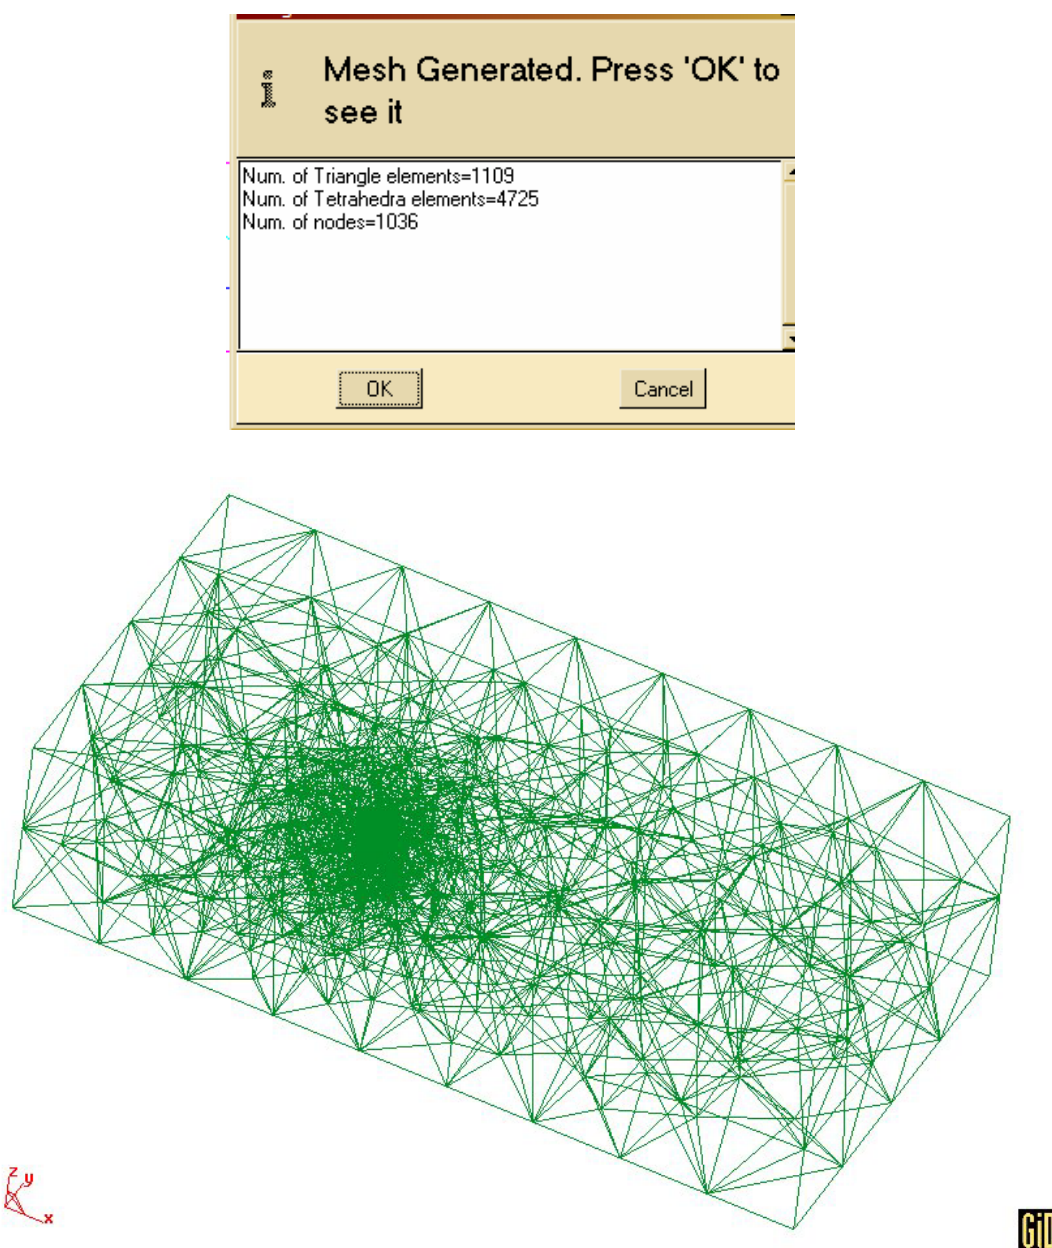 Mesh Generated. Press 'OK' to
see it
Num. of Triangle elements=1109
Num. of Tetrahedra elements=4725
Num. of nodes=1036
OK
Cancel
z
y
x
GiD